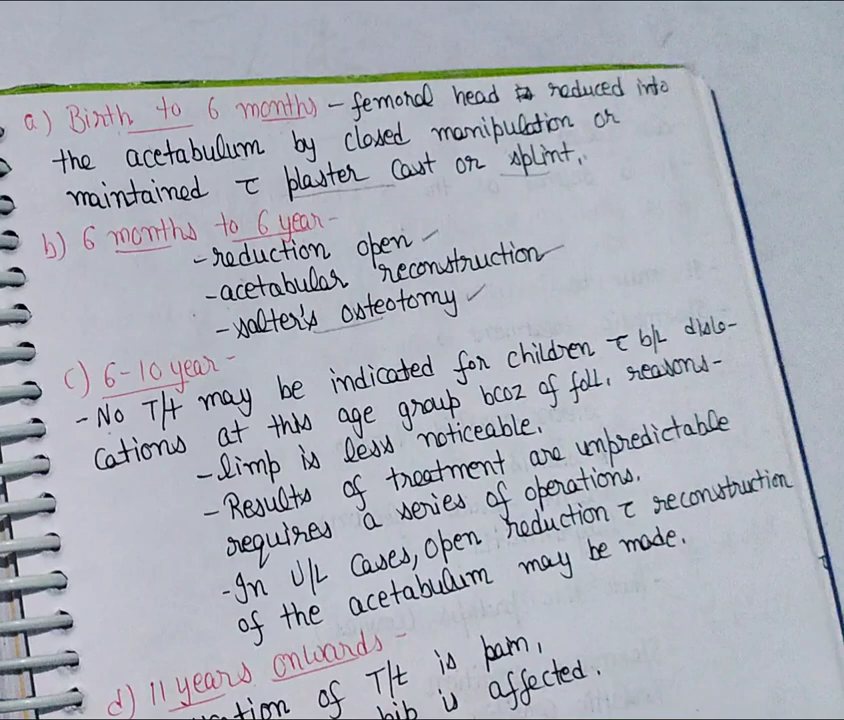 a) Birth to 6 months - femoral head reduced into
the acetabulum by closed manipulation or
maintained c̄ plaster cast or splint.
b) 6 months to 6 year-
- reduction open
- acetabular reconstruction
- salter's osteotomy
c) 6-10 year -
- No T/t may be indicated for children c̄ b/L dislo-
cations at this age group bcoz of foll. reasons-
- limp is less noticeable.
- Results of treatment are unpredictable
requires a series of operations.
- In U/L cases, open reduction c̄ reconstruction
of the acetabulum may be made.
d) 11 years onwards -
of T/t is pain,
hip is affected.